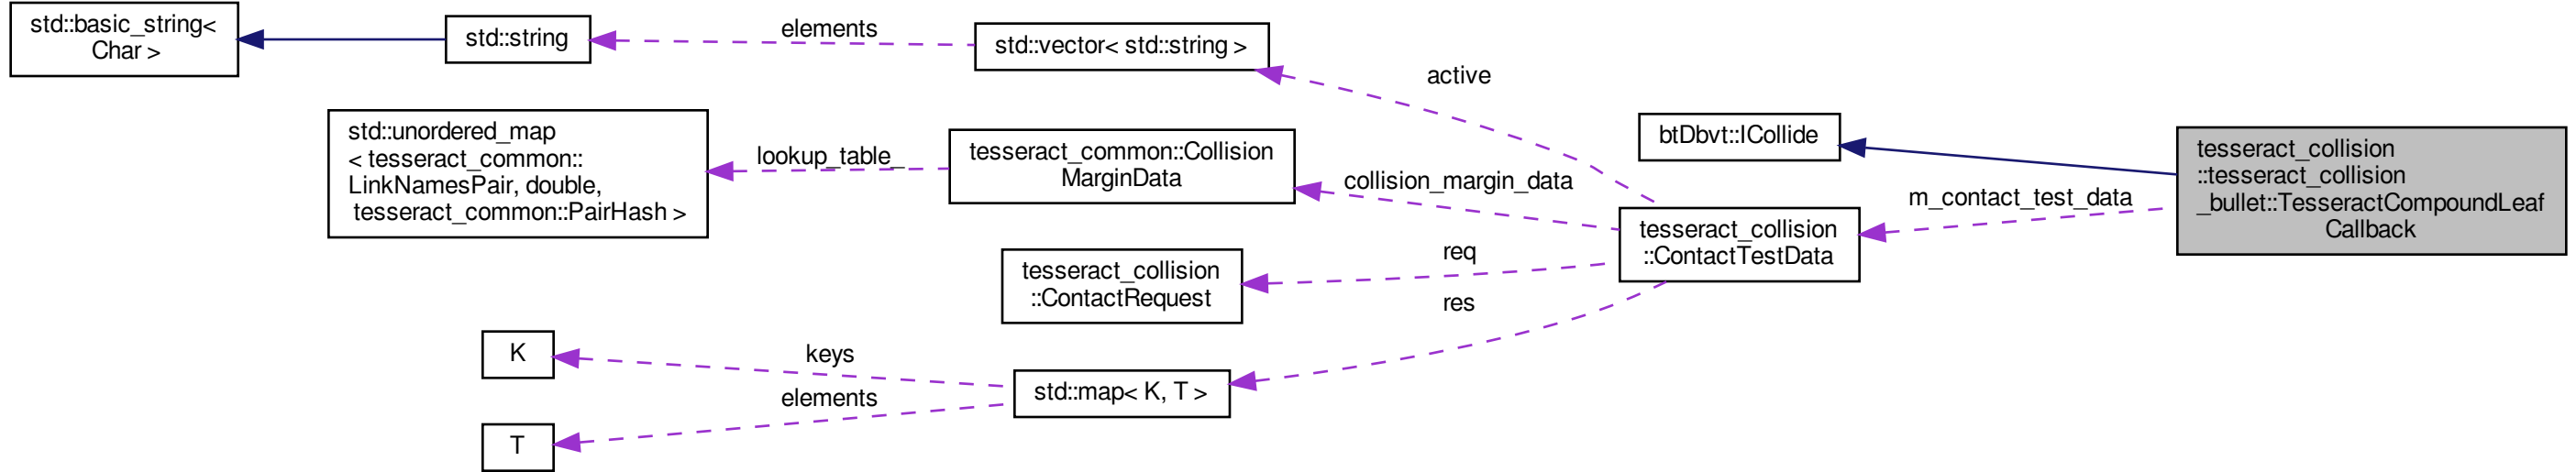 std::basic_string<
Char >
std::string
elements
std::vector< std::string >
active
std::unordered_map
< tesseract_common::
LinkNamesPair, double,
tesseract_common::PairHash >
lookup_table_
tesseract_common::Collision
MarginData
collision_margin_data
btDbvt::ICollide
tesseract_collision
::tesseract_collision
_bullet::TesseractCompoundLeaf
Callback
m_contact_test_data
tesseract_collision
::ContactTestData
tesseract_collision
::ContactRequest
req
res
K
keys
std::map< K, T >
elements
T